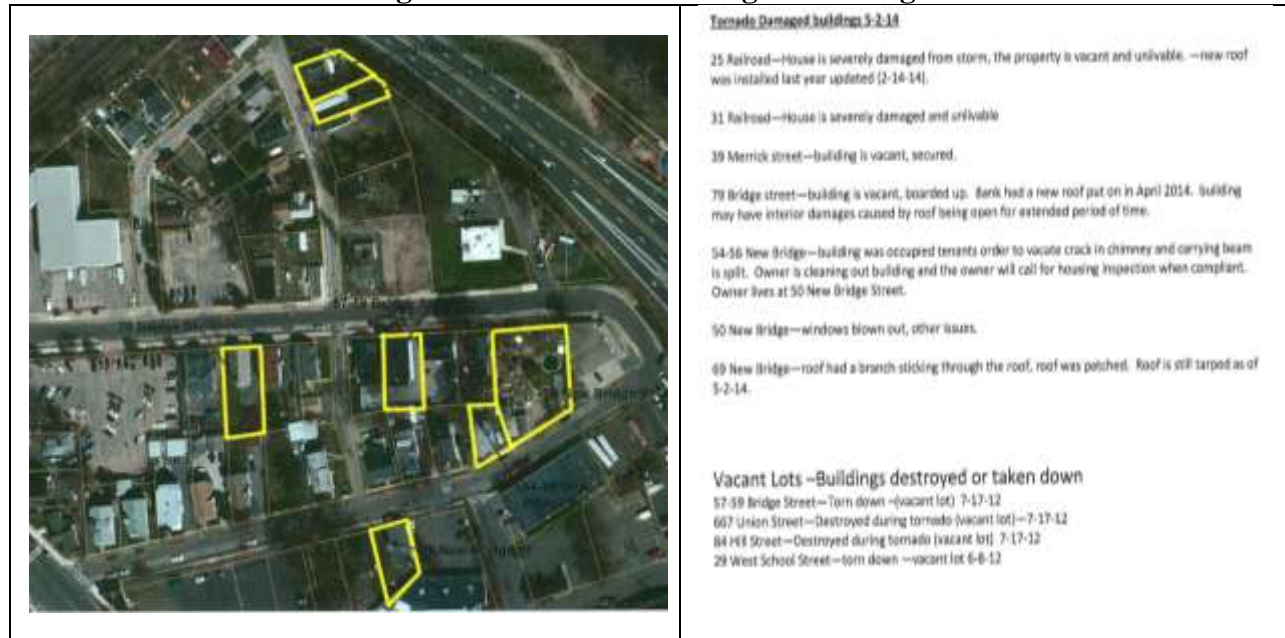 Tornado Damaged buildings 5-2-14
25 Railroad—House is severely damaged from storm, the property is vacant and unlivable. —new roof
was installed last year updated (2-14-14).
31 Railroad—House is severely damaged and unlivable
39 Merrick street—building is vacant, secured.
79 Bridge street—building is vacant, boarded up. Bank had a new roof put on in April 2014. building
may have interior damages caused by roof being open for extended period of time.
54-56 New Bridge—building was occupied tenants order to vacate crack in chimney and carrying beam
is split. Owner is cleaning out building and the owner will call for housing inspection when compliant.
Owner lives at 50 New Bridge Street.
50 New Bridge—windows blown out, other issues.
69 New Bridge—roof had a branch sticking through the roof, roof was patched. Roof is still tarped as of
5-2-14.
Vacant Lots –Buildings destroyed or taken down
57-59 Bridge Street—Torn down –(vacant lot) 7-17-12
667 Union Street—Destroyed during tornado (vacant lot)—7-17-12
84 Hill Street—Destroyed during tornado (vacant lot) 7-17-12
29 West School Street—torn down —vacant lot 6-8-12